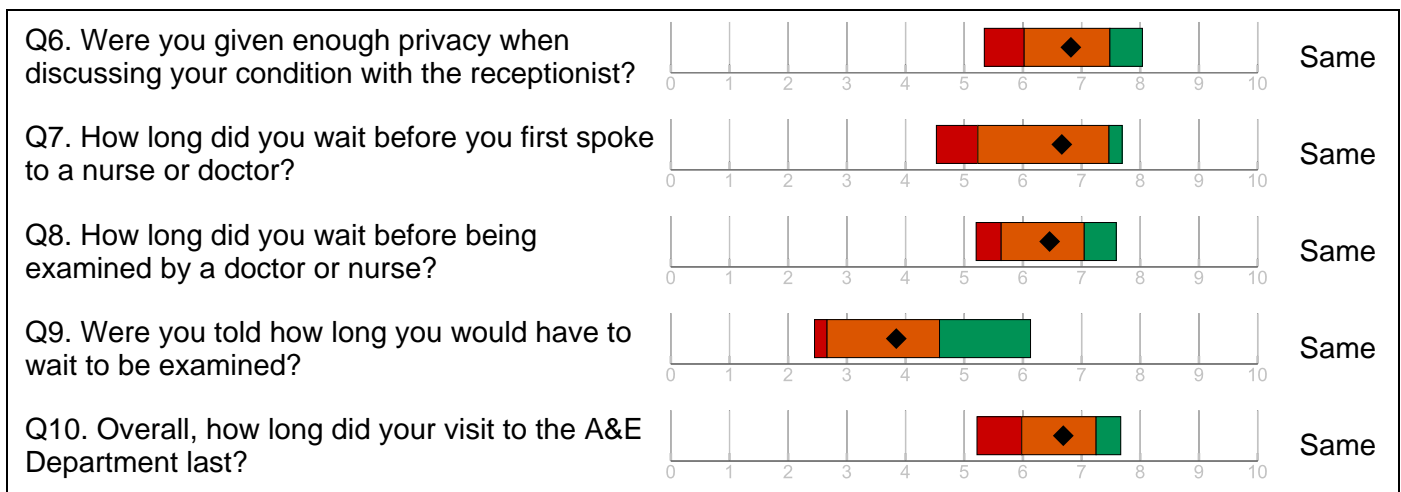 Q6. Were you given enough privacy when
discussing your condition with the receptionist?
0 1 2 3 4 5 6 7 8 9 10
Same
Q7. How long did you wait before you first spoke
to a nurse or doctor?
0 1 2 3 4 5 6 7 8 9 10
Same
Q8. How long did you wait before being
examined by a doctor or nurse?
0 1 2 3 4 5 6 7 8 9 10
Same
Q9. Were you told how long you would have to
wait to be examined?
0 1 2 3 4 5 6 7 8 9 10
Same
Q10. Overall, how long did your visit to the A&E
Department last?
0 1 2 3 4 5 6 7 8 9 10
Same